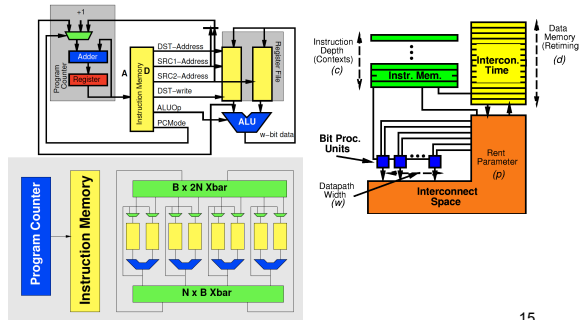 +1
Program
Counter
Adder
Register
A
D
Instruction Memory
DST-Address
SRC1-Address
SRC2-Address
DST-write
ALUOp
PCMode
Register File
ALU
w-bit data
Program Counter
Instruction Memory
B x 2N Xbar
N x B Xbar
Instruction
Depth
(Contexts)
(c)
Instr. Mem.
Intercon.
Time
Data
Memory
(Retiming
(d)
Bit Proc.
Units
Rent
Parameter
(p)
Datapath
Width
(w)
Interconnect
Space
15